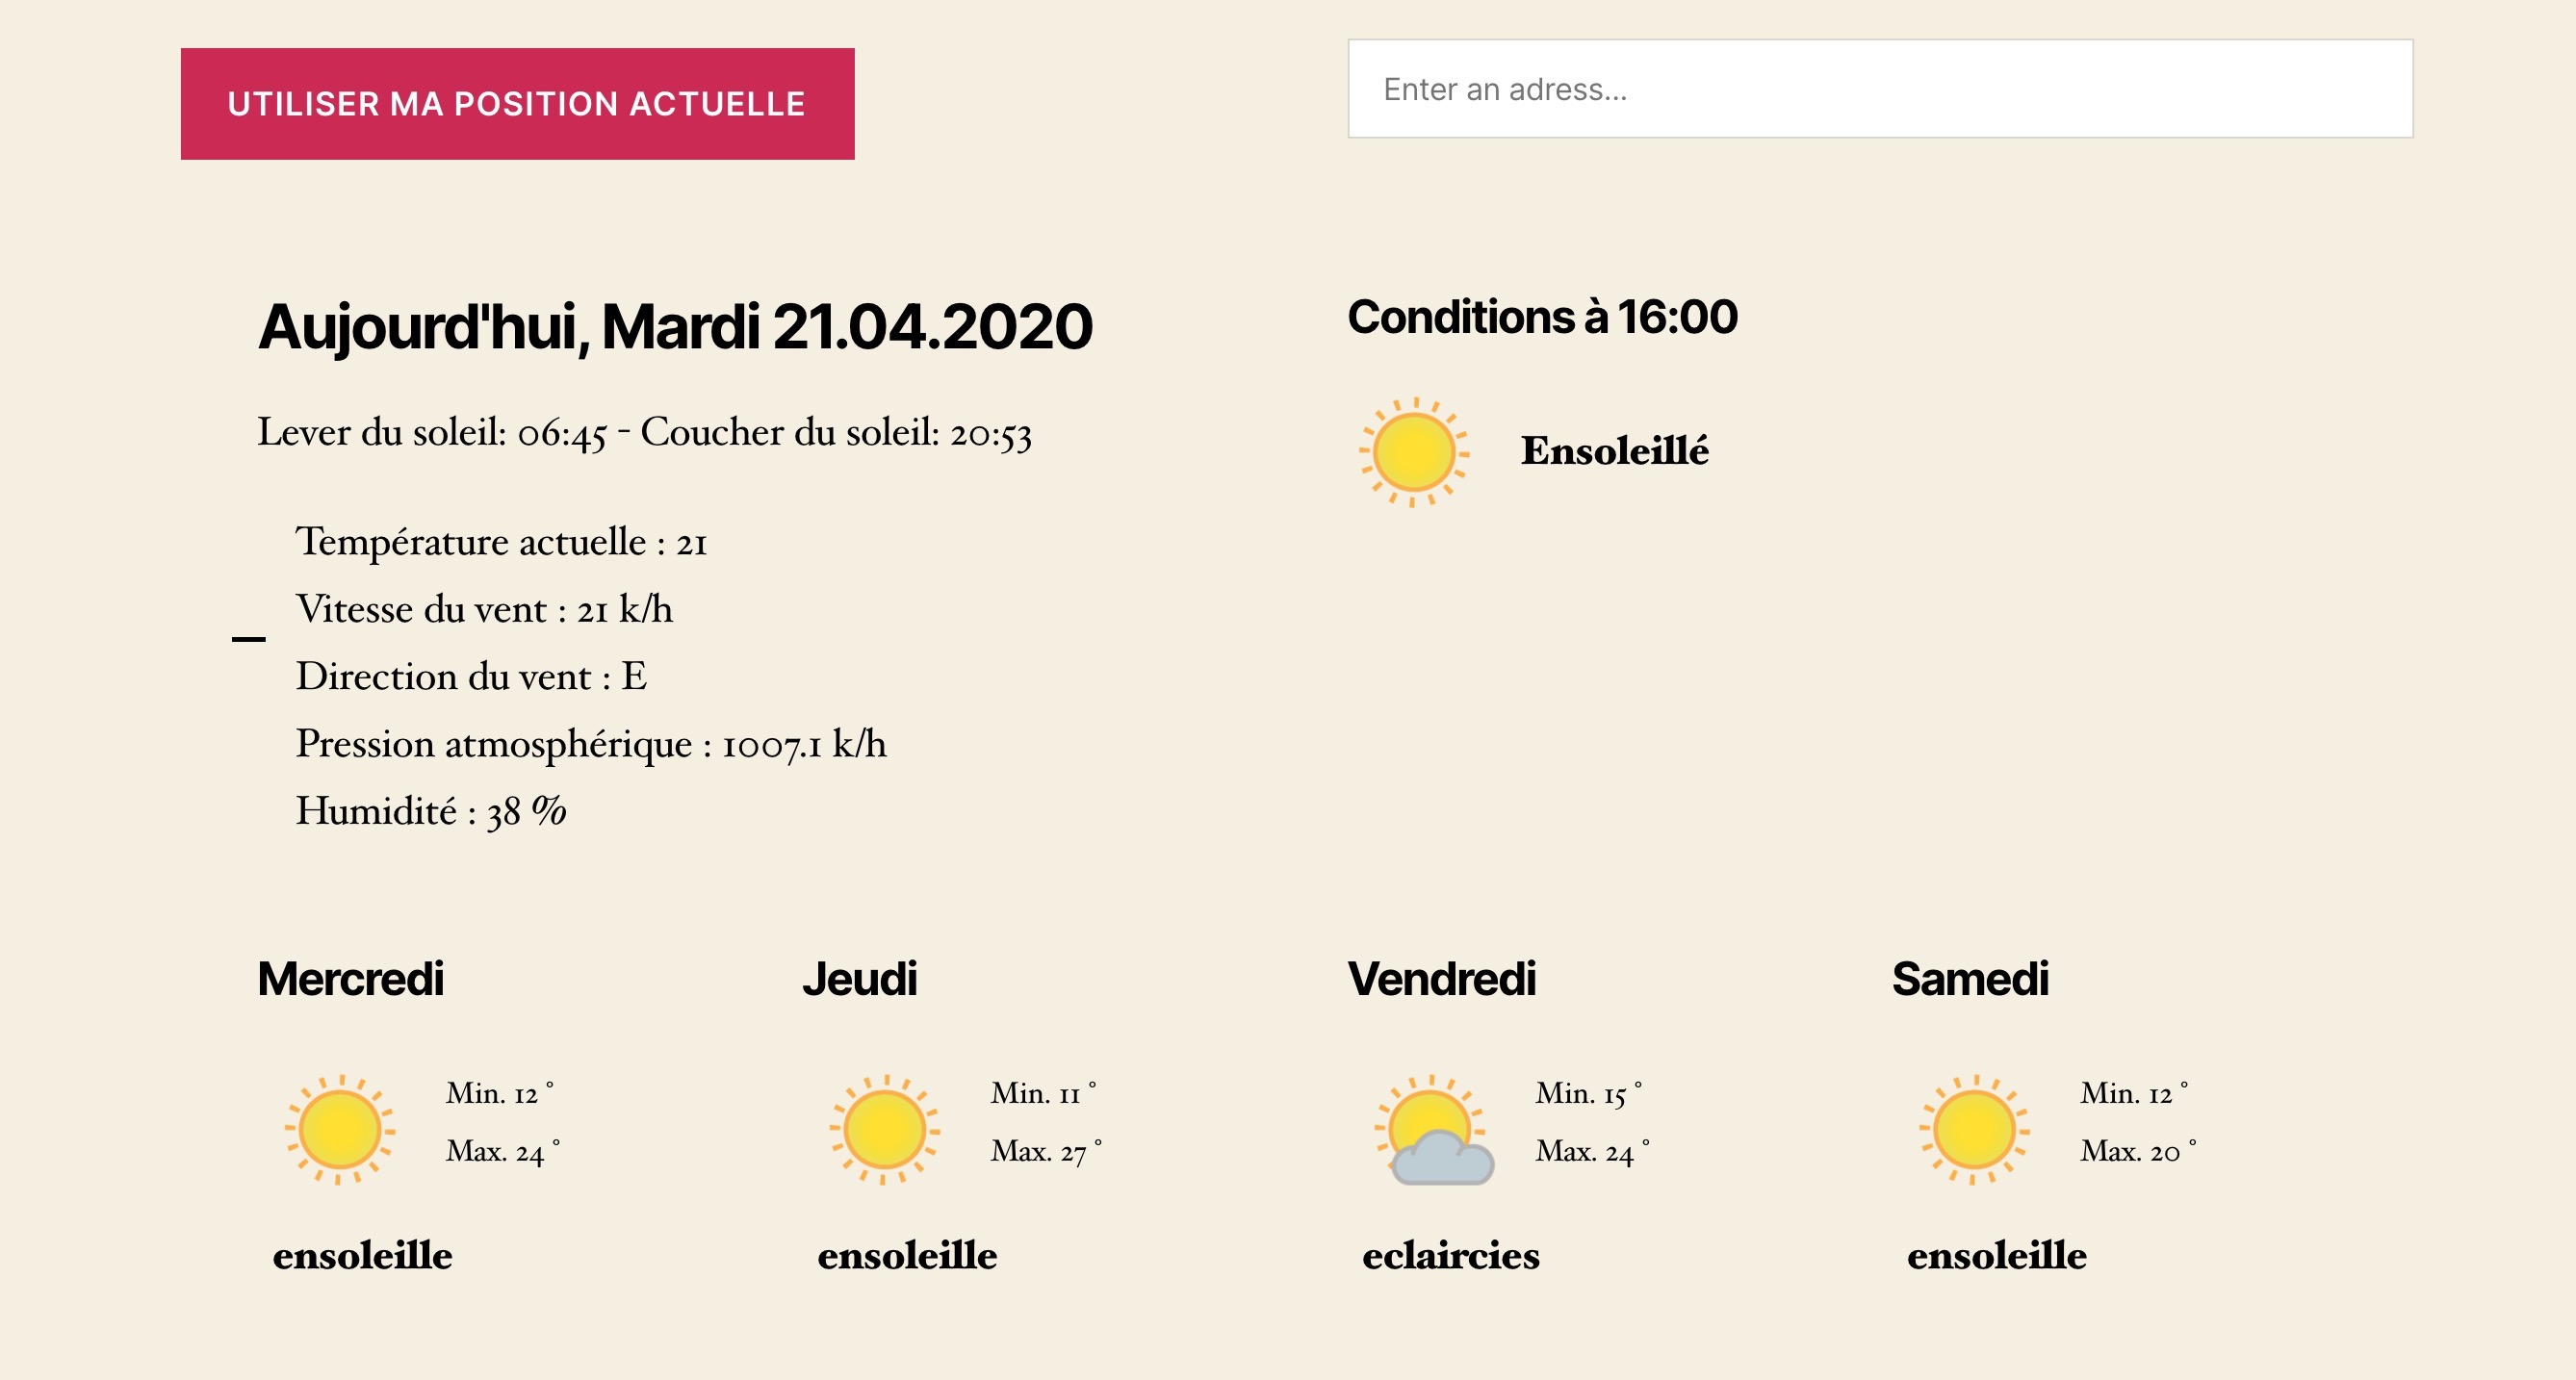 UTILISER MA POSITION ACTUELLE
Enter an adress...
Aujourd'hui, Mardi 21.04.2020
Lever du soleil: 06:45 - Coucher du soleil: 20:53
Température actuelle : 21
Vitesse du vent : 21 k/h
Direction du vent : E
Pression atmosphérique : 1007.1 k/h
Humidité : 38 %
Conditions à 16:00
Ensoleillé
Mercredi
Min. 12 °
Max. 24 °
ensoleille
Jeudi
Min. 11 °
Max. 27 °
ensoleille
Vendredi
Min. 15 °
Max. 24 °
eclaircies
Samedi
Min. 12 °
Max. 20 °
ensoleille